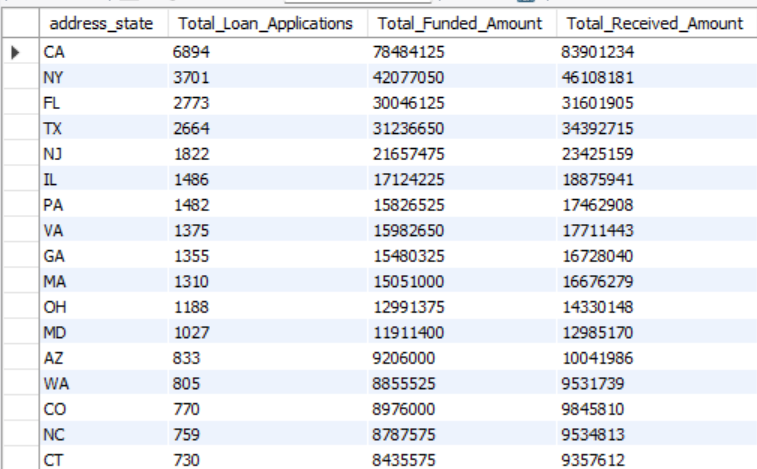 address_state Total_Loan_Applications Total_Funded_Amount Total_Received_Amount
CA 6894 78484125 83901234
NY 3701 42077050 46108181
FL 2773 30046125 31601905
TX 2664 31236650 34392715
NJ 1822 21657475 23425159
IL 1486 17124225 18875941
PA 1482 15826525 17462908
VA 1375 15982650 17711443
GA 1355 15480325 16728040
MA 1310 15051000 16676279
OH 1188 12991375 14330148
MD 1027 11911400 12985170
AZ 833 9206000 10041986
WA 805 8855525 9531739
CO 770 8976000 9845810
NC 759 8787575 9534813
CT 730 8435575 9357612